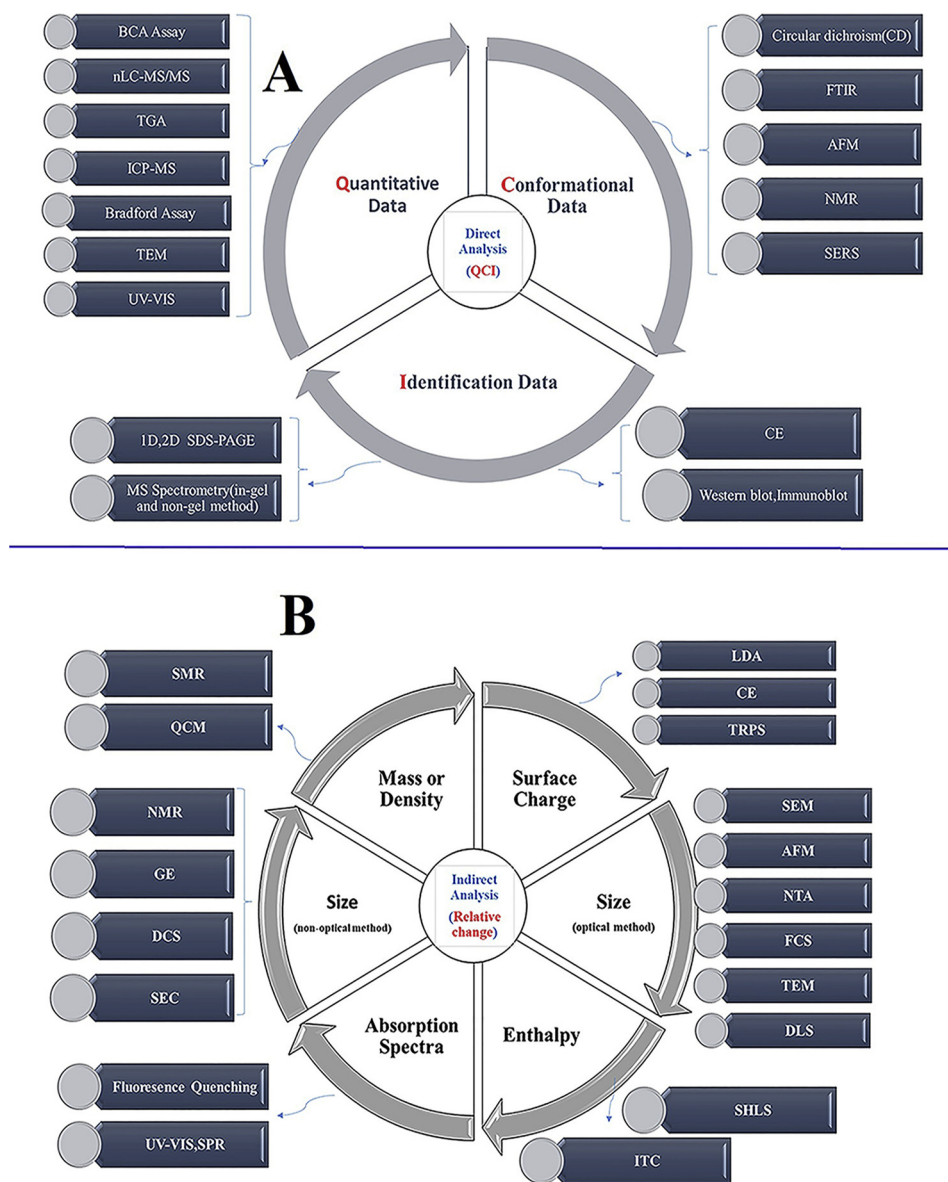 A
BCA Assay
nLC-MS/MS
TGA
ICP-MS
Bradford Assay
TEM
UV-VIS
Quantitative
Data
Conformational
Data
Direct
Analysis
(QCI)
Identification Data
Circular dichroism(CD)
FTIR
AFM
NMR
SERS
1D,2D SDS-PAGE
MS Spectrometry(in-gel
and non-gel method)
CE
Western blot,Immunoblot
B
SMR
QCM
NMR
GE
DCS
SEC
Fluoresence Quenching
UV-VIS,SPR
Mass or
Density
Surface
Charge
Size
(non-optical method)
Indirect
Analysis
(Relative
change)
Size
(optical method)
Absorption
Spectra
Enthalpy
LDA
CE
TRPS
SEM
AFM
NTA
FCS
TEM
DLS
SHLS
ITC